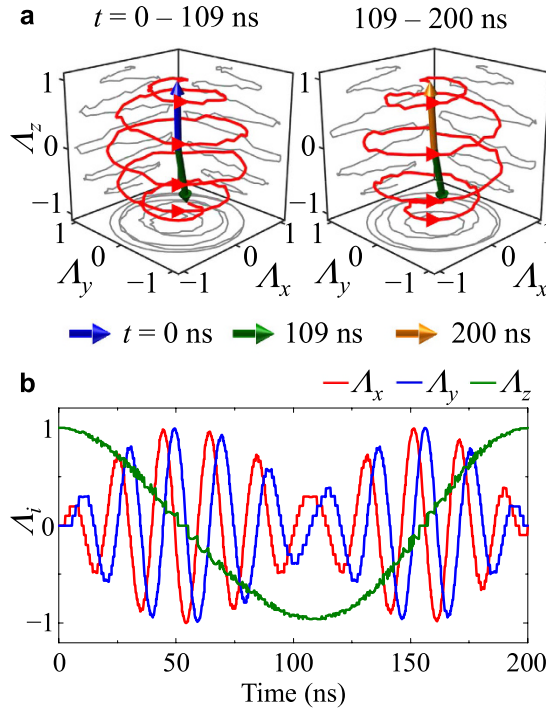 a t = 0 – 109 ns 109 – 200 ns
1 0 −1 Λz
1 0 −1 Λy −1 0 1 Λx
1 0 −1 Λy −1 0 1 Λx
t = 0 ns 109 ns 200 ns
b Λx Λy Λz
1
0
−1
Λi
0 50 100 150 200
Time (ns)